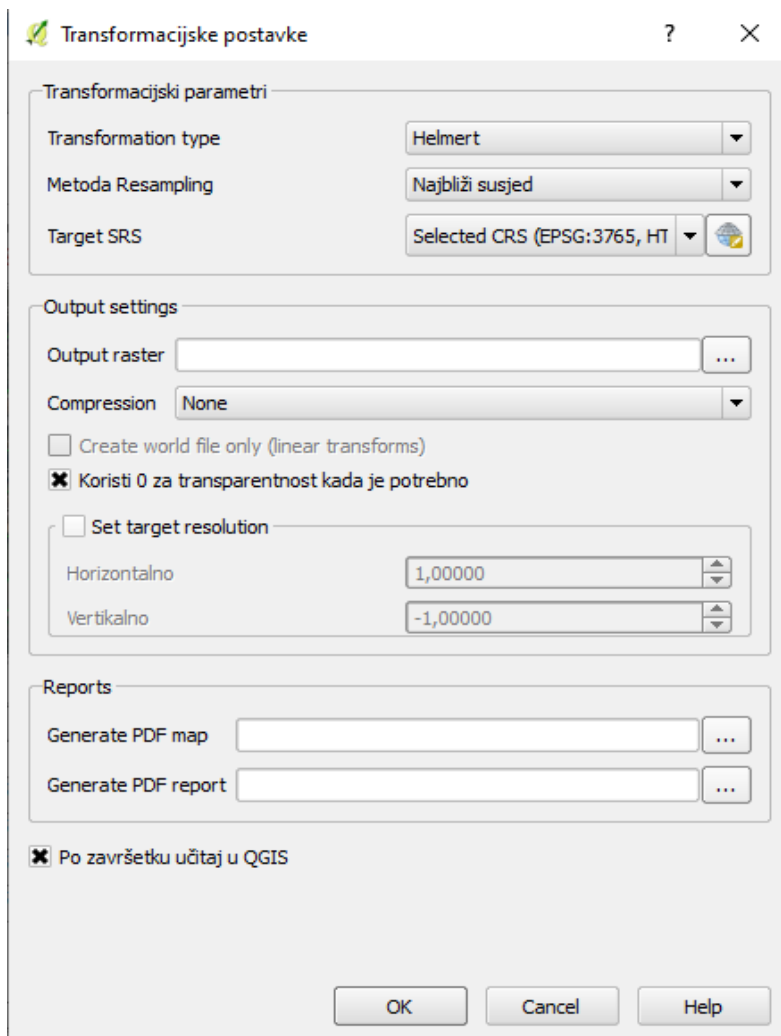 Transformacijske postavke ?
Transformacijski parametri
Transformation type Helmert
Metoda Resampling Najbliži susjed
Target SRS Selected CRS (EPSG:3765, HT
Output settings
Output raster ...
Compression None
Create world file only (linear transforms)
Koristi 0 za transparentnost kada je potrebno
Set target resolution
Horizontalno 1,00000
Vertikalno -1,00000
Reports
Generate PDF map ...
Generate PDF report ...
Po završetku učitaj u QGIS
OK Cancel Help